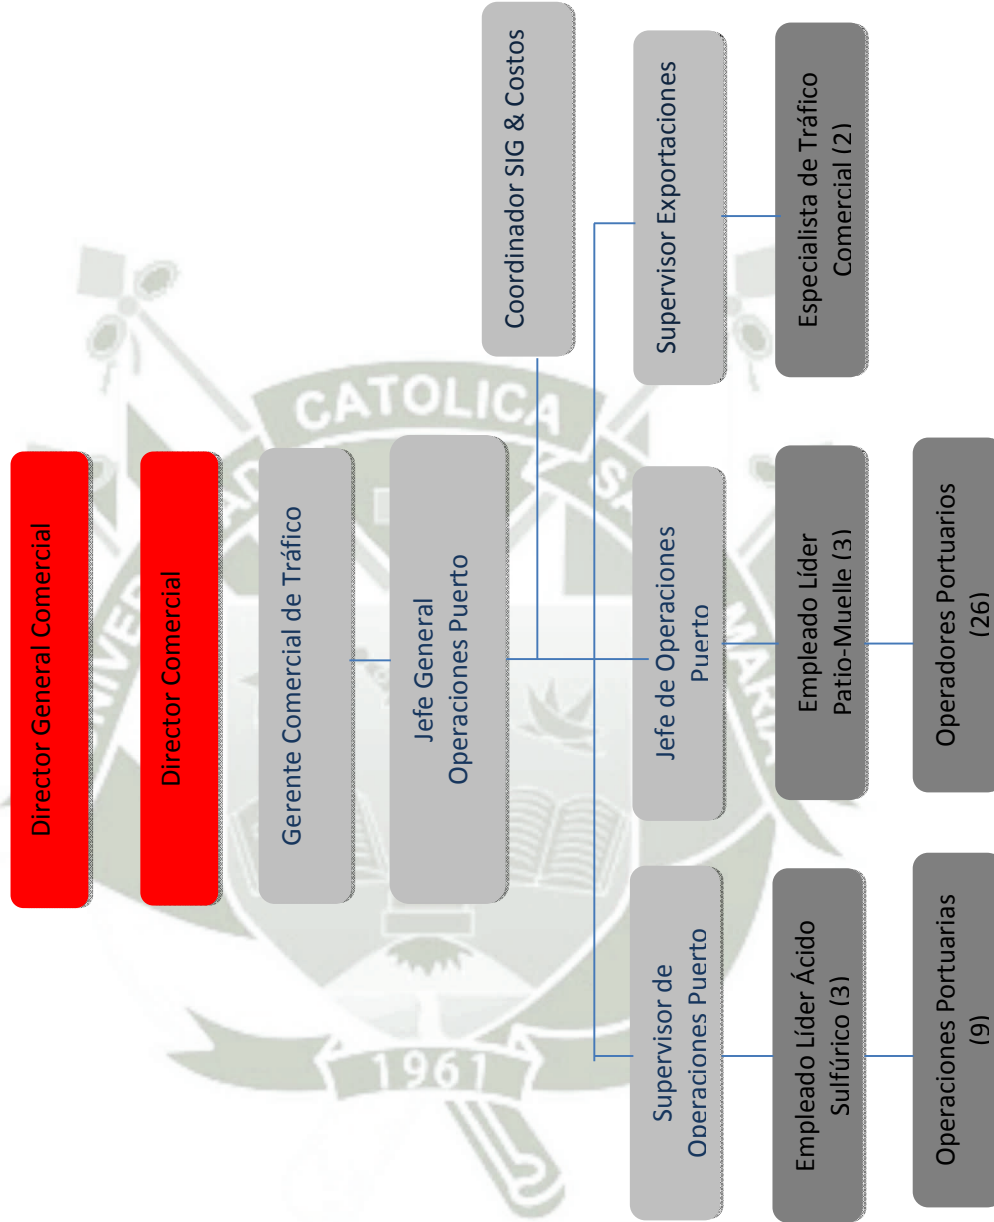 Director General Comercial
Director Comercial
Gerente Comercial de Tráfico
Jefe General
Operaciones Puerto
Coordinador SIG & Costos
Supervisor de
Operaciones Puerto
Jefe de Operaciones
Puerto
Supervisor Exportaciones
Empleado Líder Ácido
Sulfúrico (3)
Empleado Líder
Patio-Muelle (3)
Especialista de Tráfico
Comercial (2)
Operaciones Portuarias
(9)
Operadores Portuarios
(26)
CATOLICA
1961